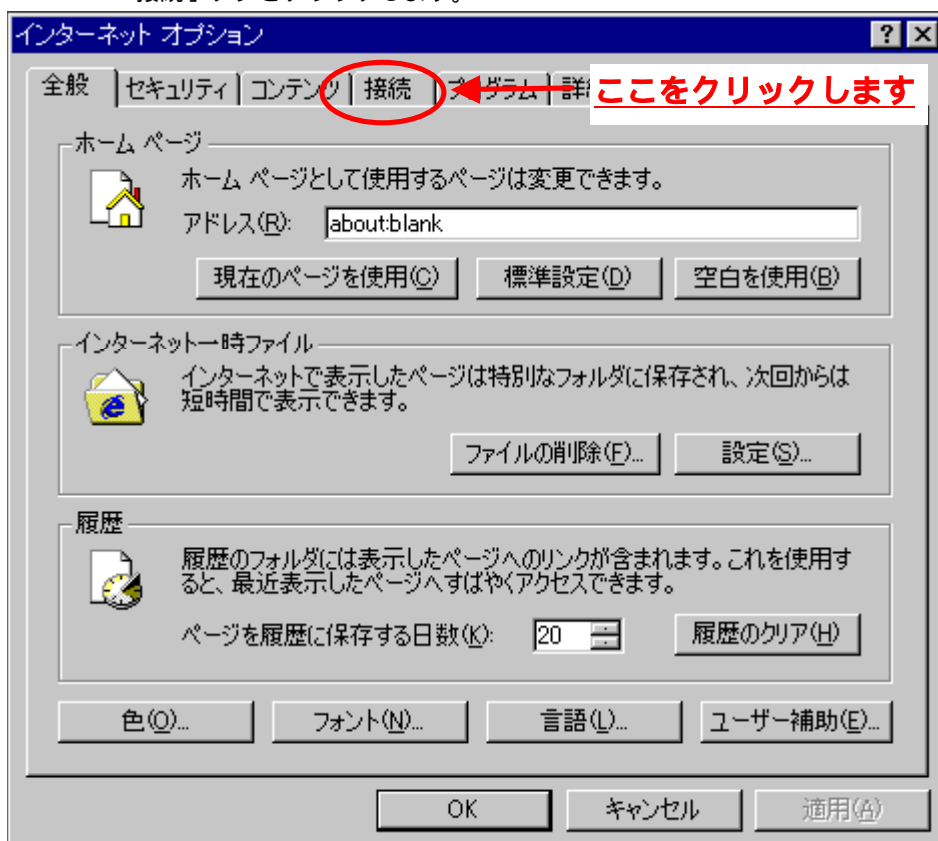 インターネット オプション
全般 セキュリティ コンテンツ 接続 プログラム
ここをクリックします
ホーム ページ
ホーム ページとして使用するページは変更できます。
アドレス(R): about:blank
現在のページを使用(C) 標準設定(D) 空白を使用(B)
インターネット一時ファイル
インターネットで表示したページは特別なフォルダに保存され、次回からは
短時間で表示できます。
ファイルの削除(F)... 設定(S)...
履歴
履歴のフォルダには表示したページへのリンクが含まれます。これを使用す
ると、最近表示したページへすばやくアクセスできます。
ページを履歴に保存する日数(K): 20 履歴のクリア(H)
色(O)... フォント(N)... 言語(L)... ユーザー補助(E)...
OK キャンセル 適用(A)